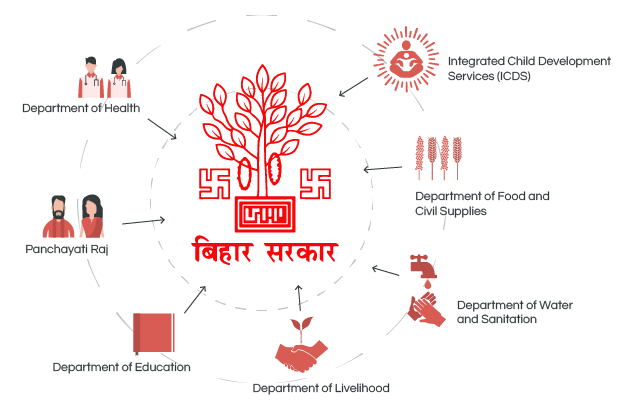 Integrated Child Development
Services (ICDS)
Department of Health
Department of Food and
Civil Supplies
बिहार सरकार
Panchayati Raj
Department of Water
and Sanitation
Department of Education
Department of Livelihood